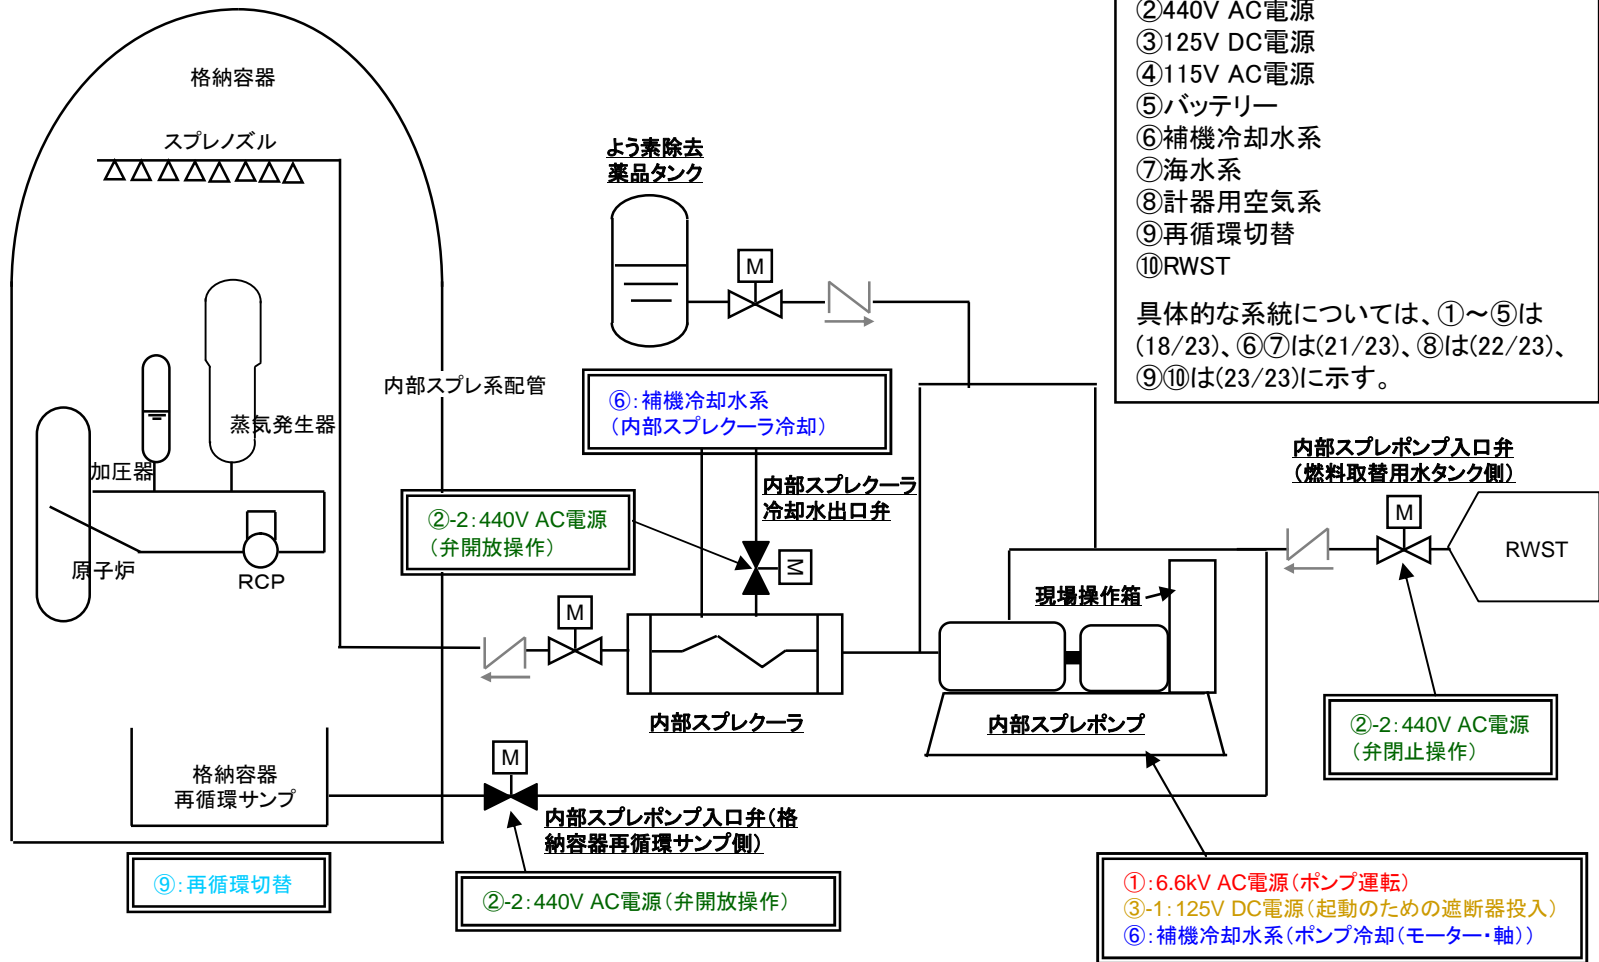 ②440V AC電源
③125V DC電源
④115V AC電源
⑤バッテリー
⑥補機冷却水系
⑦海水系
⑧計器用空気系
⑨再循環切替
⑩RWST
具体的な系統については、①~⑤は
(18/23)、⑥⑦は(21/23)、⑧は(22/23)、
⑨⑩は(23/23)に示す。
格納容器
スプレノズル
よう素除去
薬品タンク
M
内部スプレ系配管
⑥:補機冷却水系
(内部スプレクーラ冷却)
蒸気発生器
加圧器
原子炉
RCP
②-2:440V AC電源
(弁開放操作)
内部スプレクーラ
冷却水出口弁
M
M
内部スプレポンプ入口弁
(燃料取替用水タンク側)
M
RWST
現場操作箱
内部スプレクーラ
内部スプレポンプ
②-2:440V AC電源
(弁閉止操作)
格納容器
再循環サンプ
M
内部スプレポンプ入口弁(格
納容器再循環サンプ側)
⑨:再循環切替
②-2:440V AC電源(弁開放操作)
①:6.6kV AC電源(ポンプ運転)
③-1:125V DC電源(起動のための遮断器投入)
⑥:補機冷却水系(ポンプ冷却(モーター・軸))